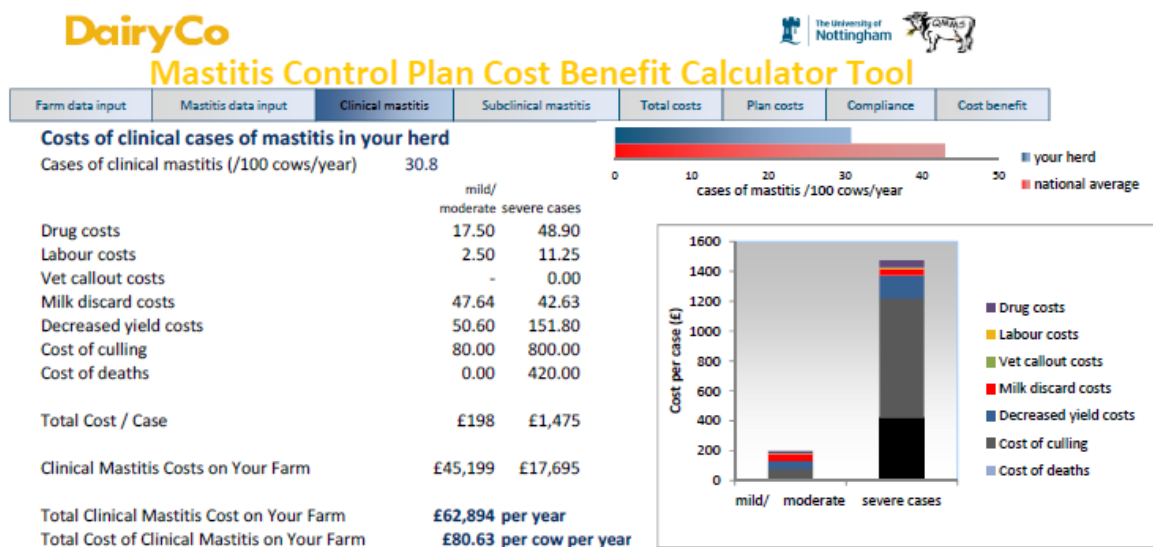 DairyCo
The University of
Nottingham
QMMS
Mastitis Control Plan Cost Benefit Calculator Tool
Farm data input Mastitis data input Clinical mastitis Subclinical mastitis Total costs Plan costs Compliance Cost benefit
Costs of clinical cases of mastitis in your herd
Cases of clinical mastitis (/100 cows/year) 30.8
0 10 20 30 40 50
cases of mastitis /100 cows/year
your herd
national average
mild/
moderate severe cases
Drug costs 17.50 48.90
Labour costs 2.50 11.25
Vet callout costs - 0.00
Milk discard costs 47.64 42.63
Decreased yield costs 50.60 151.80
Cost of culling 80.00 800.00
Cost of deaths 0.00 420.00
Total Cost / Case £198 £1,475
Clinical Mastitis Costs on Your Farm £45,199 £17,695
Total Clinical Mastitis Cost on Your Farm £62,894 per year
Total Cost of Clinical Mastitis on Your Farm £80.63 per cow per year
Cost per case (£)
1600
1400
1200
1000
800
600
400
200
0
mild/ moderate severe cases
Drug costs
Labour costs
Vet callout costs
Milk discard costs
Decreased yield costs
Cost of culling
Cost of deaths